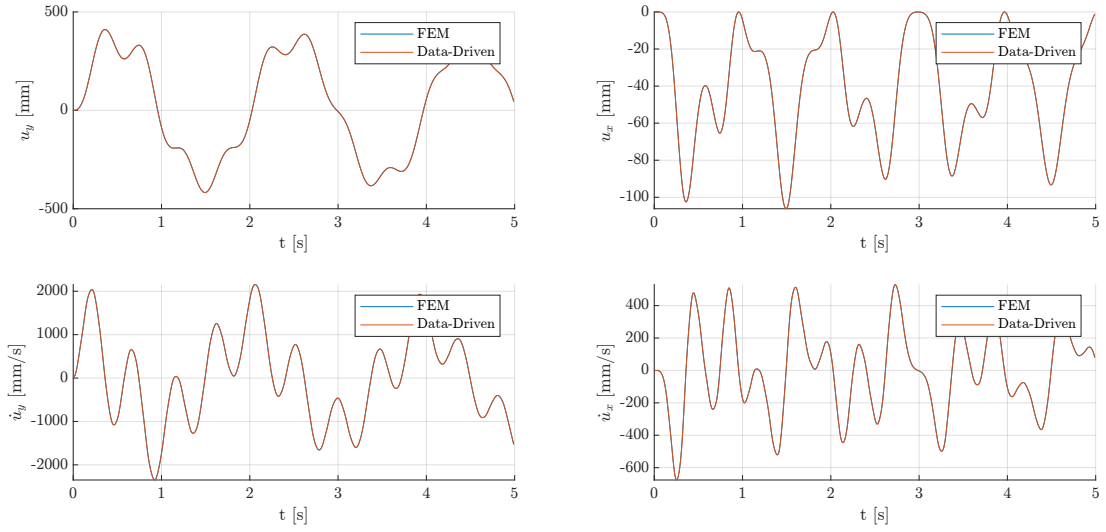 500
0
-500
u_y [mm]
FEM
Data-Driven
0 1 2 3 4 5
t [s]
0
-20
-40
-60
-80
-100
u_x [mm]
FEM
Data-Driven
0 1 2 3 4 5
t [s]
2000
1000
0
-1000
-2000
u̇_y [mm/s]
FEM
Data-Driven
0 1 2 3 4 5
t [s]
400
200
0
-200
-400
-600
u̇_x [mm/s]
FEM
Data-Driven
0 1 2 3 4 5
t [s]